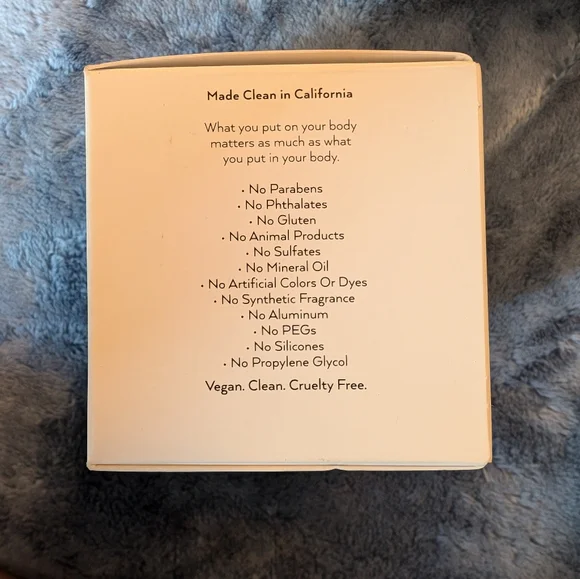 Made Clean in California
What you put on your body
matters as much as what
you put in your body.
· No Parabens
· No Phthalates
· No Gluten
· No Animal Products
· No Sulfates
· No Mineral Oil
· No Artificial Colors Or Dyes
· No Synthetic Fragrance
· No Aluminum
· No PEGs
· No Silicones
· No Propylene Glycol
Vegan. Clean. Cruelty Free.